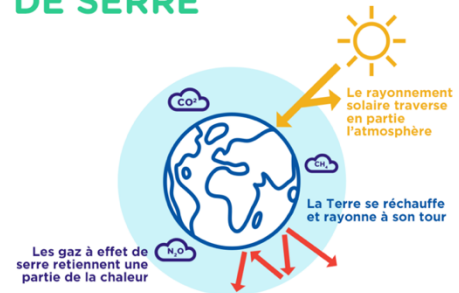 DE SERRE
Le rayonnement
solaire traverse
en partie
l'atmosphère
CO²
CH₄
La Terre se réchauffe
et rayonne à son tour
N₂O
Les gaz à effet de
serre retiennent une
partie de la chaleur